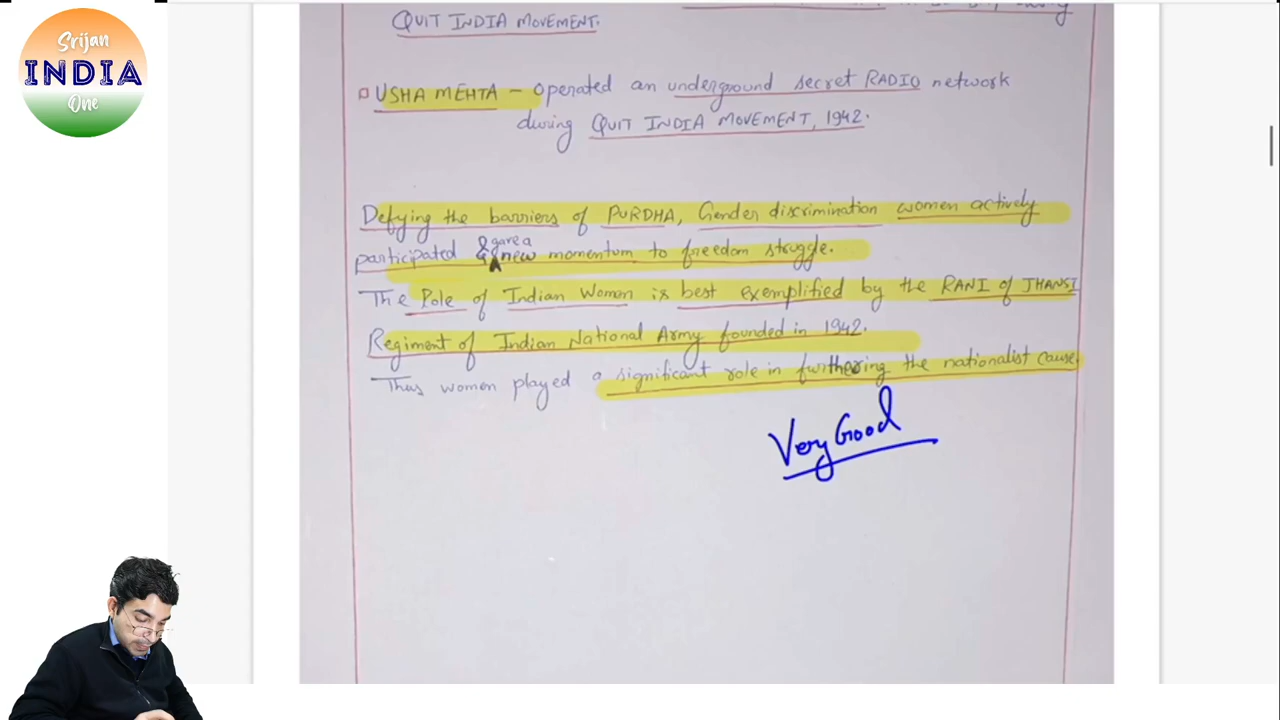 Srijan
INDIA
One
QUIT INDIA MOVEMENT.
USHA MEHTA - Operated an underground secret RADIO network
during QUIT INDIA MOVEMENT, 1942.
Defying the barriers of PURDHA, Gender discrimination women actively
participated & gave a new momentum to freedom struggle.
The Role of Indian Women is best exemplified by the RANI of JHANSI
Regiment of Indian National Army founded in 1942.
Thus women played a significant role in furthering the nationalist cause.
Very Good